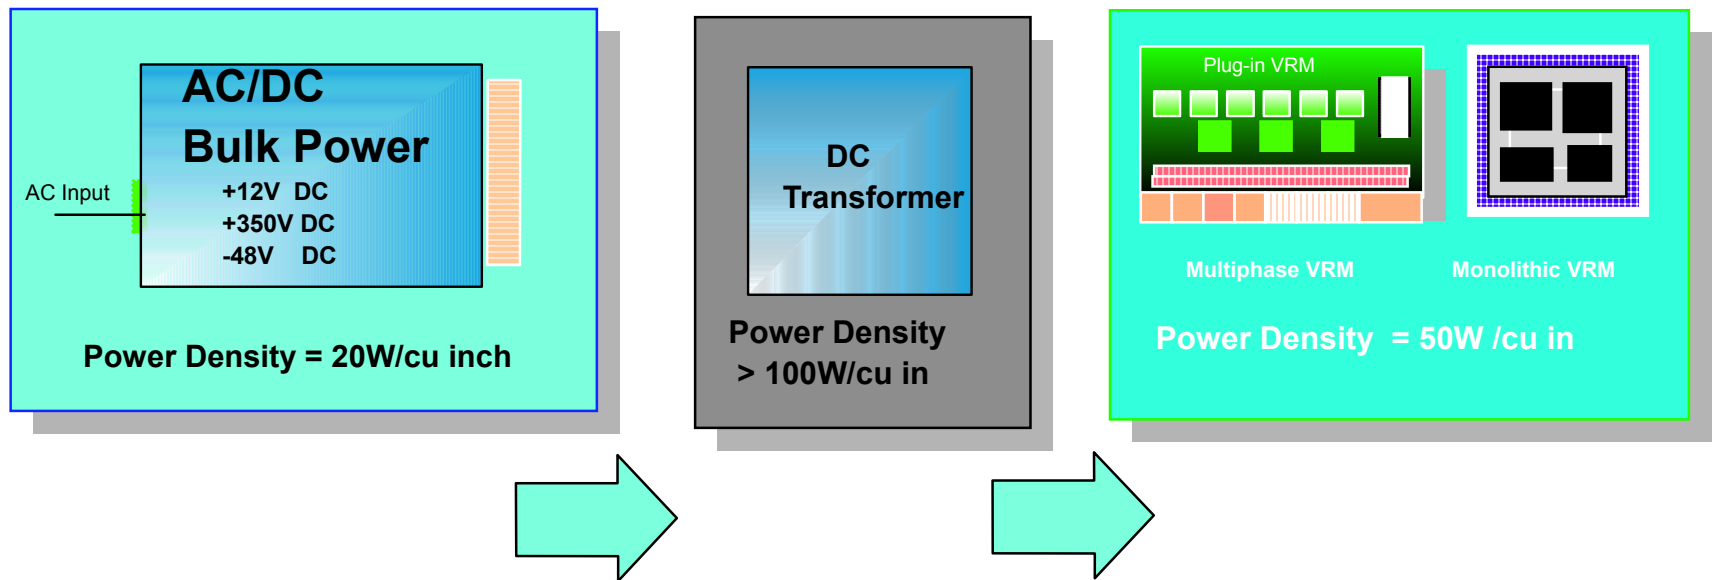 AC/DC
Bulk Power
+12V DC
+350V DC
-48V DC
AC Input
Power Density = 20W/cu inch
DC
Transformer
Power Density
> 100W/cu in
Plug-in VRM
Multiphase VRM
Monolithic VRM
Power Density = 50W /cu in